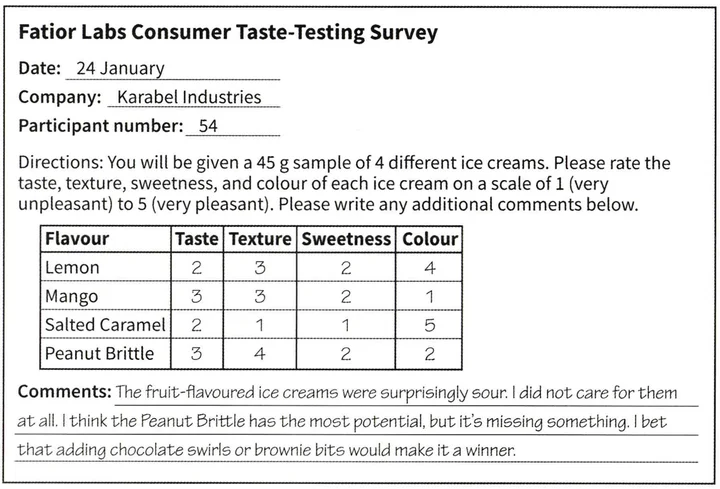 Fatior Labs Consumer Taste-Testing Survey
Date: 24 January
Company: Karabel Industries
Participant number: 54
Directions: You will be given a 45 g sample of 4 different ice creams. Please rate the
taste, texture, sweetness, and colour of each ice cream on a scale of 1 (very
unpleasant) to 5 (very pleasant). Please write any additional comments below.
Flavour Taste Texture Sweetness Colour
Lemon 2 3 2 4
Mango 3 3 2 1
Salted Caramel 2 1 1 5
Peanut Brittle 3 4 2 2
Comments: The fruit-flavoured ice creams were surprisingly sour. I did not care for them
at all. I think the Peanut Brittle has the most potential, but it's missing something. I bet
that adding chocolate swirls or brownie bits would make it a winner.